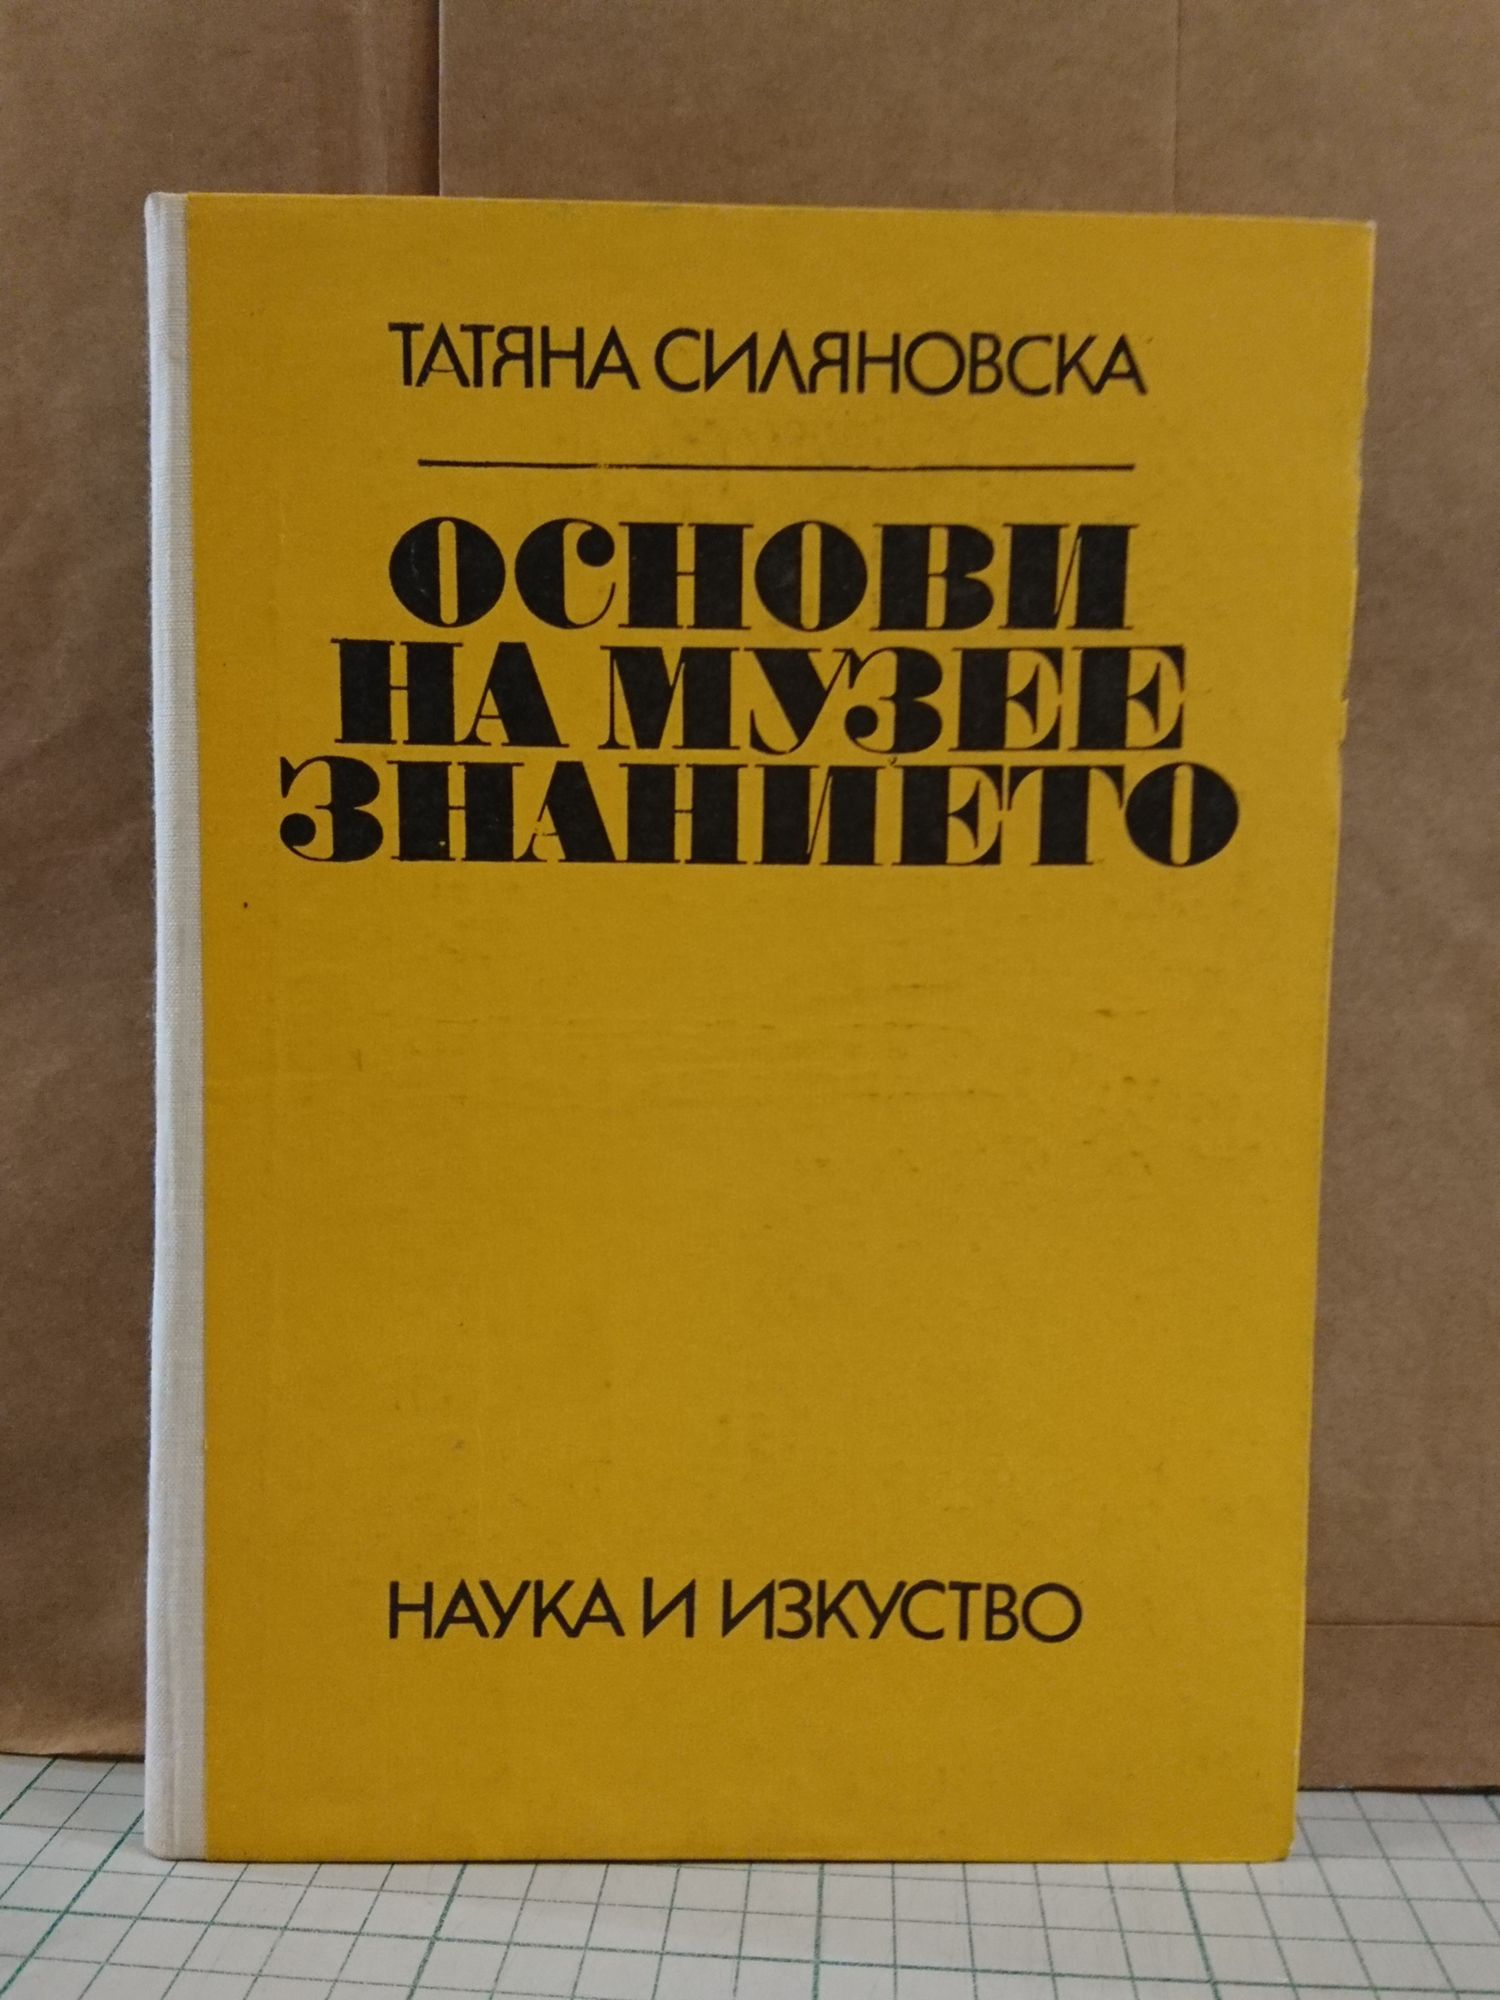 ТАТЯНА СИЛЯНОВСКА
ОСНОВИ
НА МУЗЕЕ
ЗНАНИЕТО
НАУКА И ИЗКУСТВО